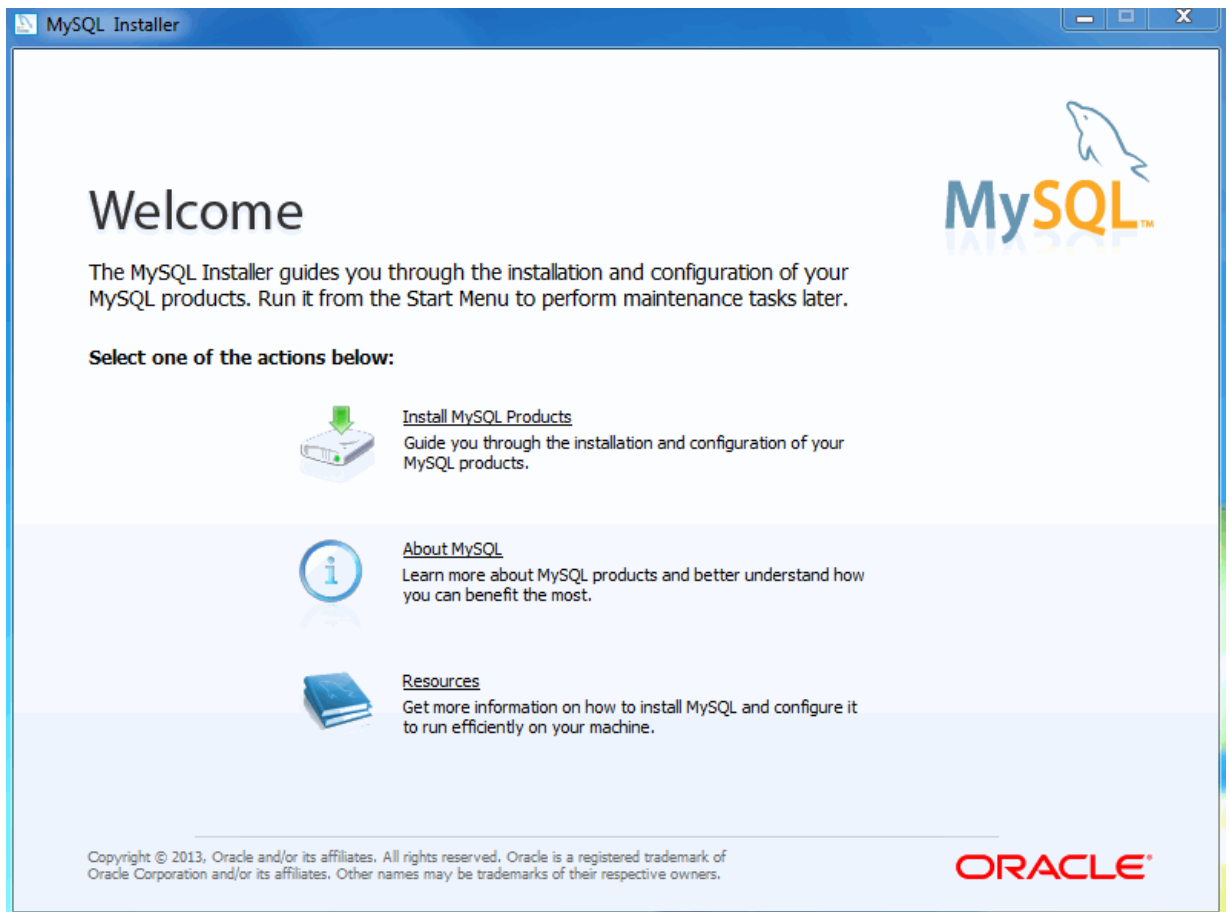 MySQL Installer
MySQL™
Welcome
The MySQL Installer guides you through the installation and configuration of your
MySQL products. Run it from the Start Menu to perform maintenance tasks later.
Select one of the actions below:
Install MySQL Products
Guide you through the installation and configuration of your
MySQL products.
About MySQL
Learn more about MySQL products and better understand how
you can benefit the most.
Resources
Get more information on how to install MySQL and configure it
to run efficiently on your machine.
Copyright © 2013, Oracle and/or its affiliates. All rights reserved. Oracle is a registered trademark of
Oracle Corporation and/or its affiliates. Other names may be trademarks of their respective owners.
ORACLE®